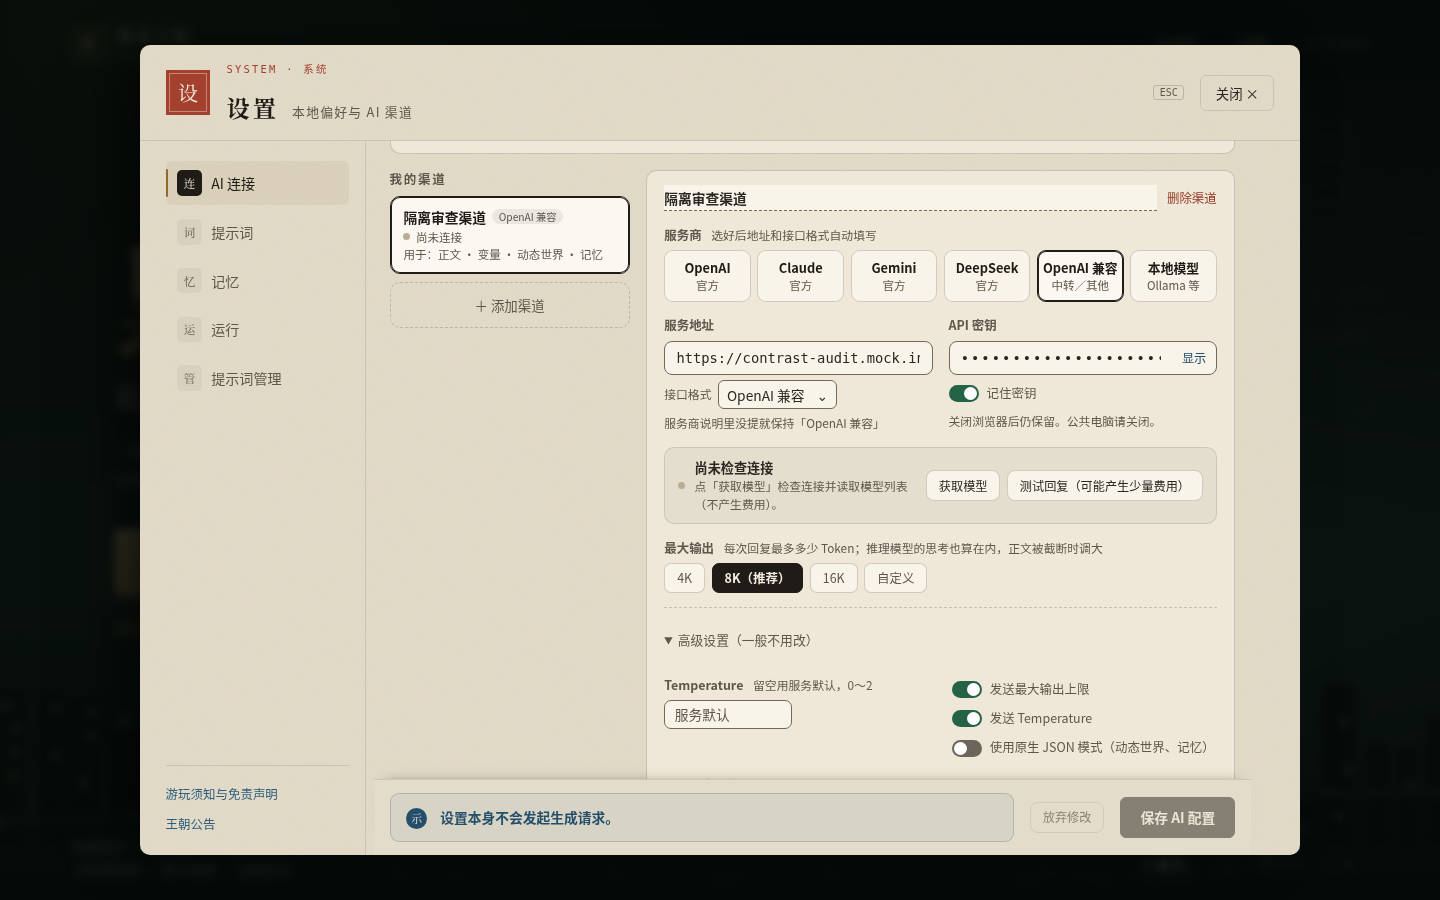 设
SYSTEM · 系统
设置 本地偏好与 AI 渠道
ESC
关闭 ×
连 AI 连接
词 提示词
忆 记忆
运 运行
管 提示词管理
游玩须知与免责声明
王朝公告
我的渠道
隔离审查渠道 OpenAI 兼容
尚未连接
用于：正文 · 变量 · 动态世界 · 记忆
＋ 添加渠道
隔离审查渠道
删除渠道
服务商 选好后地址和接口格式自动填写
OpenAI
官方
Claude
官方
Gemini
官方
DeepSeek
官方
OpenAI 兼容
中转／其他
本地模型
Ollama 等
服务地址
https://contrast-audit.mock.in
接口格式 OpenAI 兼容
服务商说明里没提就保持「OpenAI 兼容」
API 密钥
••••••••••••••••••••
显示
记住密钥
关闭浏览器后仍保留。公共电脑请关闭。
尚未检查连接
点「获取模型」检查连接并读取模型列表
（不产生费用）。
获取模型
测试回复（可能产生少量费用）
最大输出 每次回复最多多少 Token；推理模型的思考也算在内，正文被截断时调大
4K
8K（推荐）
16K
自定义
▼ 高级设置（一般不用改）
Temperature 留空用服务默认，0～2
服务默认
发送最大输出上限
发送 Temperature
使用原生 JSON 模式（动态世界、记忆）
示 设置本身不会发起生成请求。
放弃修改
保存 AI 配置